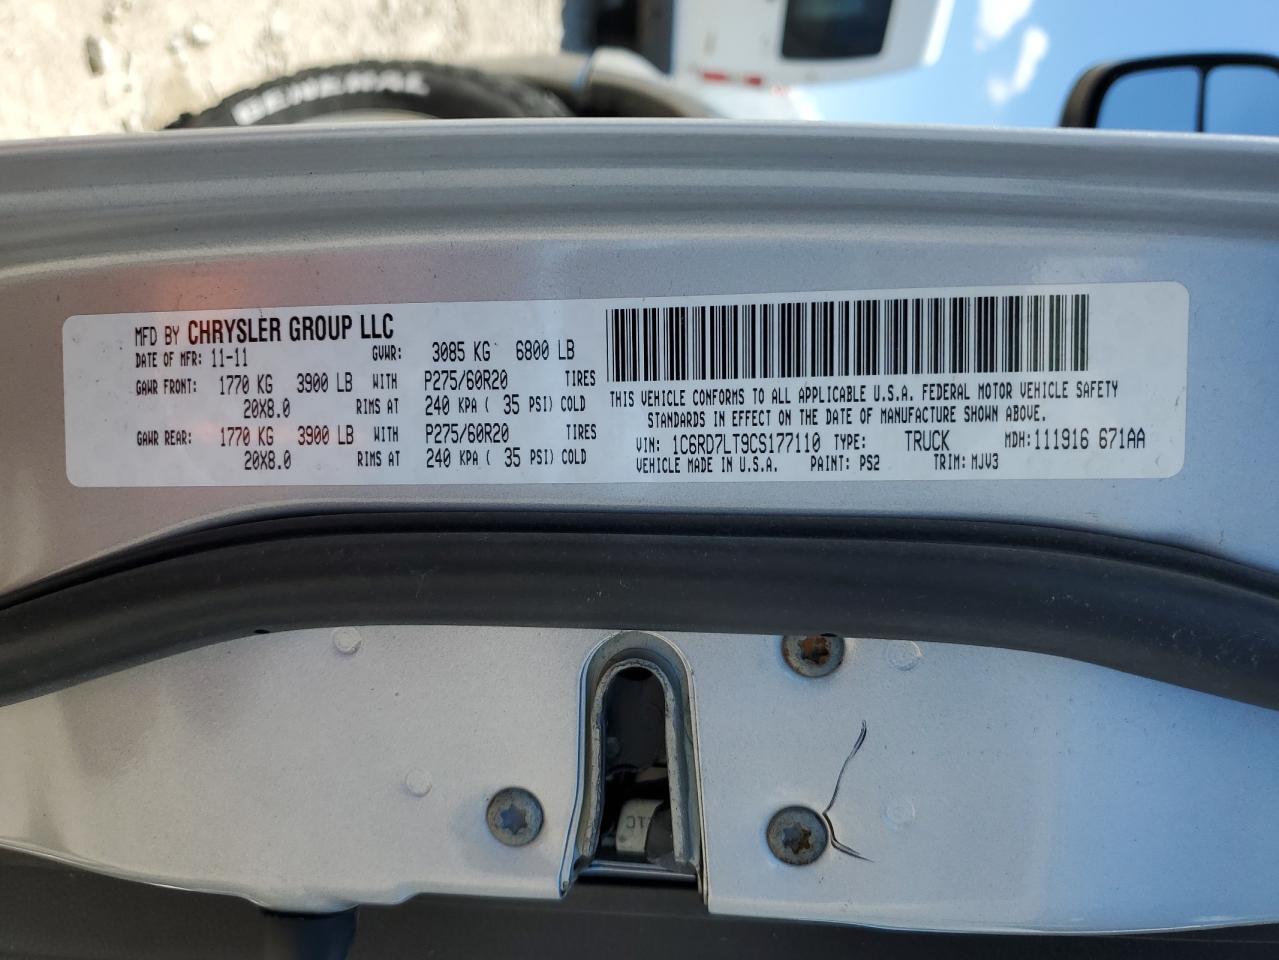 GENERAL
MFD BY CHRYSLER GROUP LLC
DATE OF MFR: 11-11 GVWR: 3085 KG 6800 LB
GAWR FRONT: 1770 KG 3900 LB WITH P275/60R20 TIRES
20X8.0 RIMS AT 240 KPA ( 35 PSI) COLD
GAWR REAR: 1770 KG 3900 LB WITH P275/60R20 TIRES
20X8.0 RIMS AT 240 KPA ( 35 PSI) COLD
THIS VEHICLE CONFORMS TO ALL APPLICABLE U.S.A. FEDERAL MOTOR VEHICLE SAFETY
STANDARDS IN EFFECT ON THE DATE OF MANUFACTURE SHOWN ABOVE.
VIN: 1C6RD7LT9CS177110 TYPE: TRUCK MDH:111916 671AA
VEHICLE MADE IN U.S.A. PAINT: PS2 TRIM: MJV3